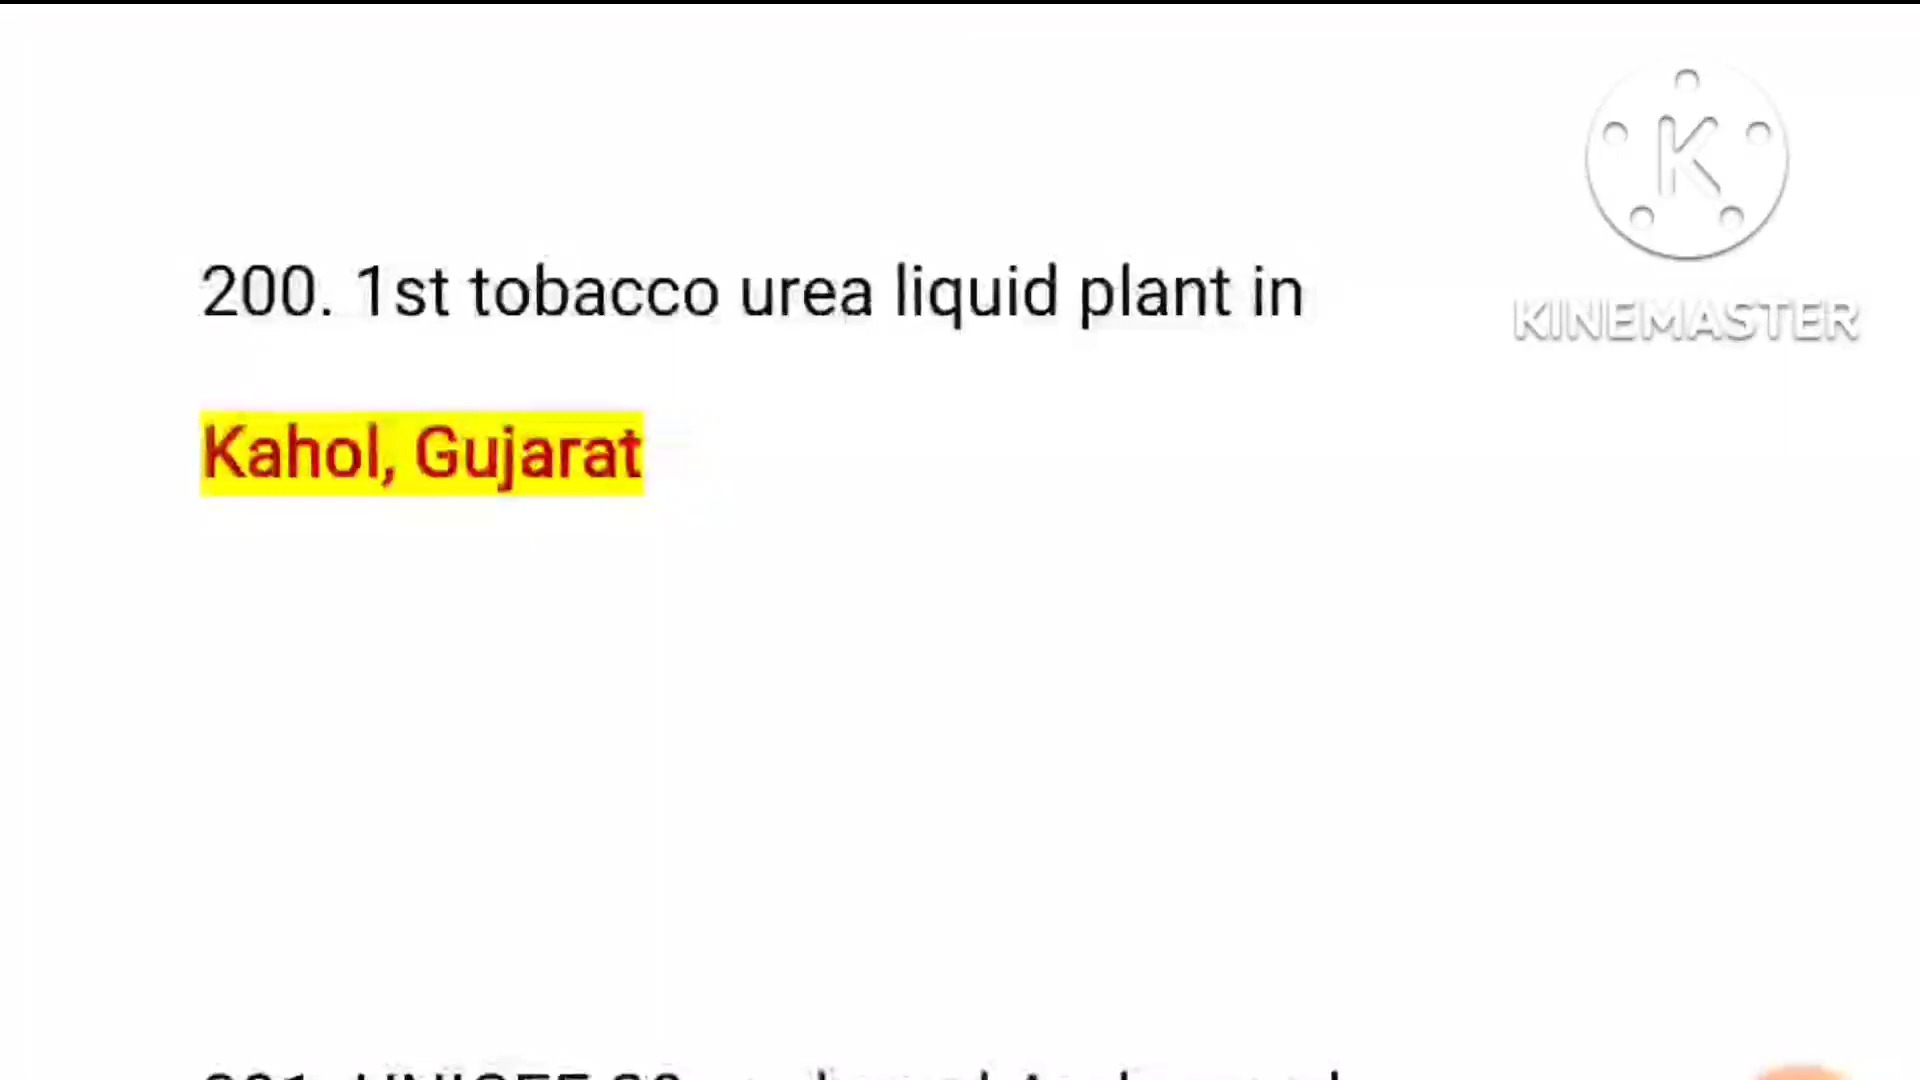 200. 1st tobacco urea liquid plant in
KINEMASTER
Kahol, Gujarat